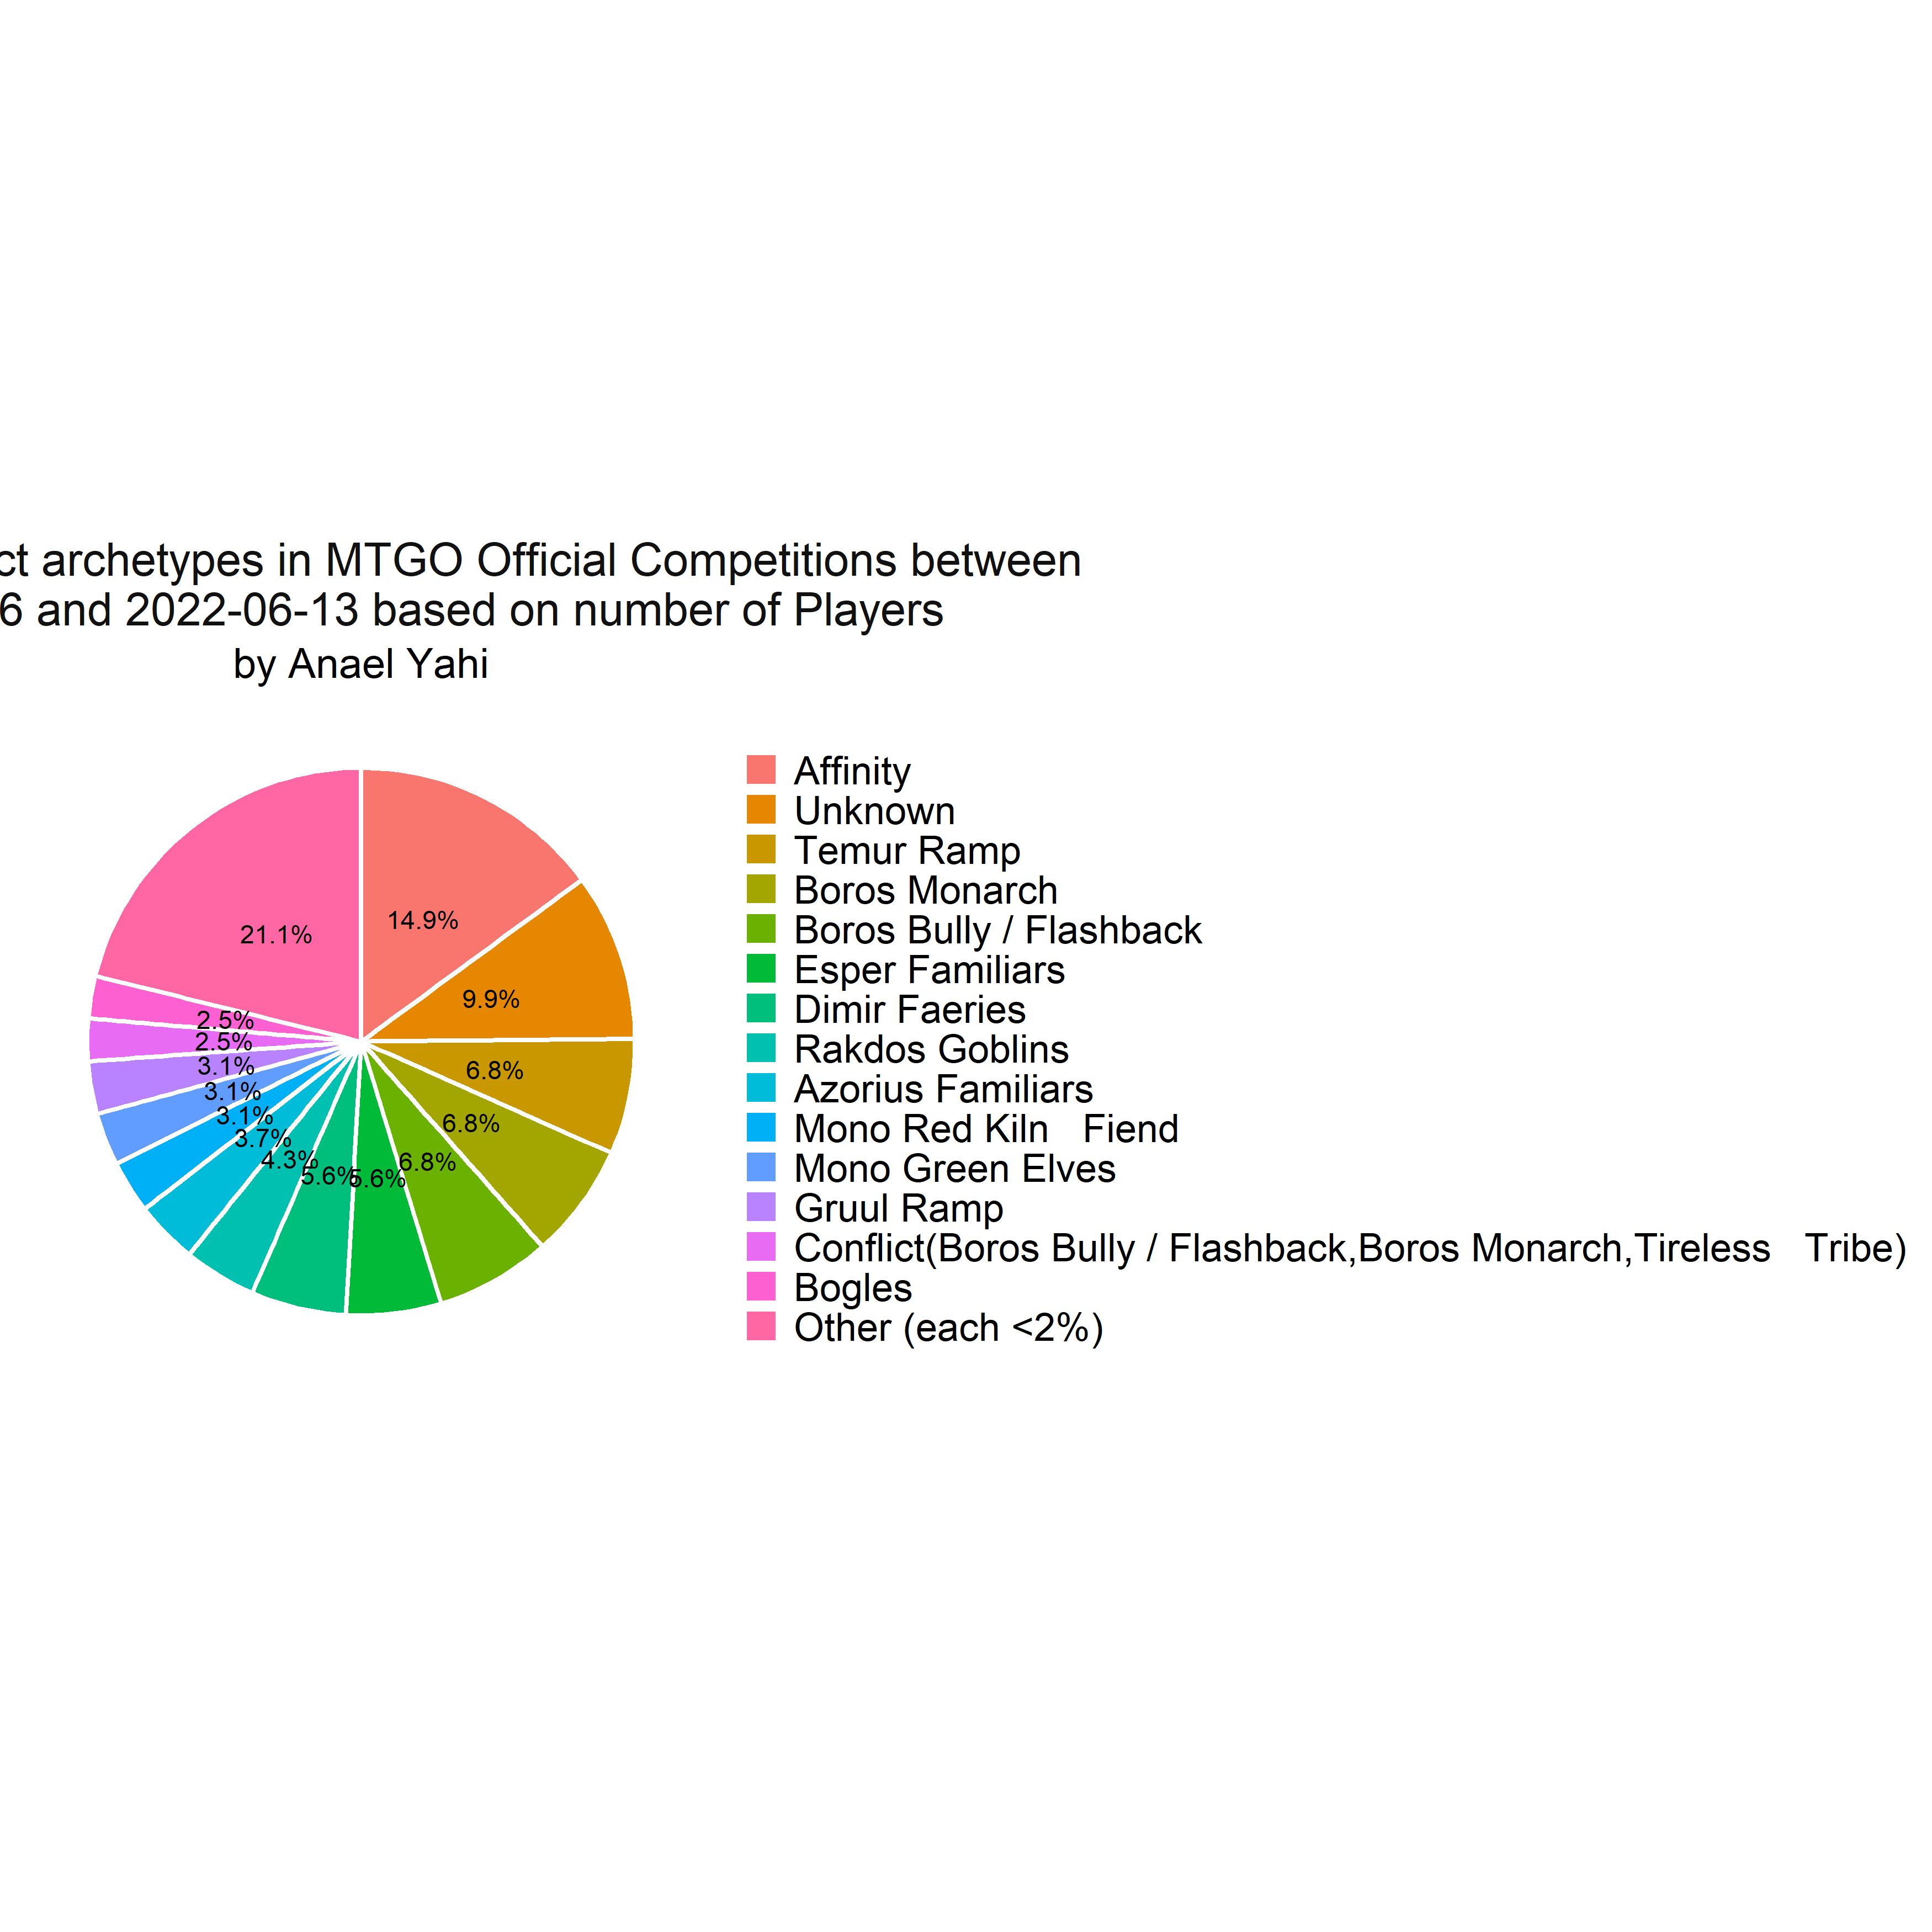 ct archetypes in MTGO Official Competitions between
6 and 2022-06-13 based on number of Players
by Anael Yahi
14.9%
9.9%
6.8%
6.8%
6.8%
5.6%
5.6%
4.3%
3.7%
3.1%
3.1%
3.1%
2.5%
2.5%
21.1%
Affinity
Unknown
Temur Ramp
Boros Monarch
Boros Bully / Flashback
Esper Familiars
Dimir Faeries
Rakdos Goblins
Azorius Familiars
Mono Red Kiln   Fiend
Mono Green Elves
Gruul Ramp
Conflict(Boros Bully / Flashback,Boros Monarch,Tireless   Tribe)
Bogles
Other (each <2%)